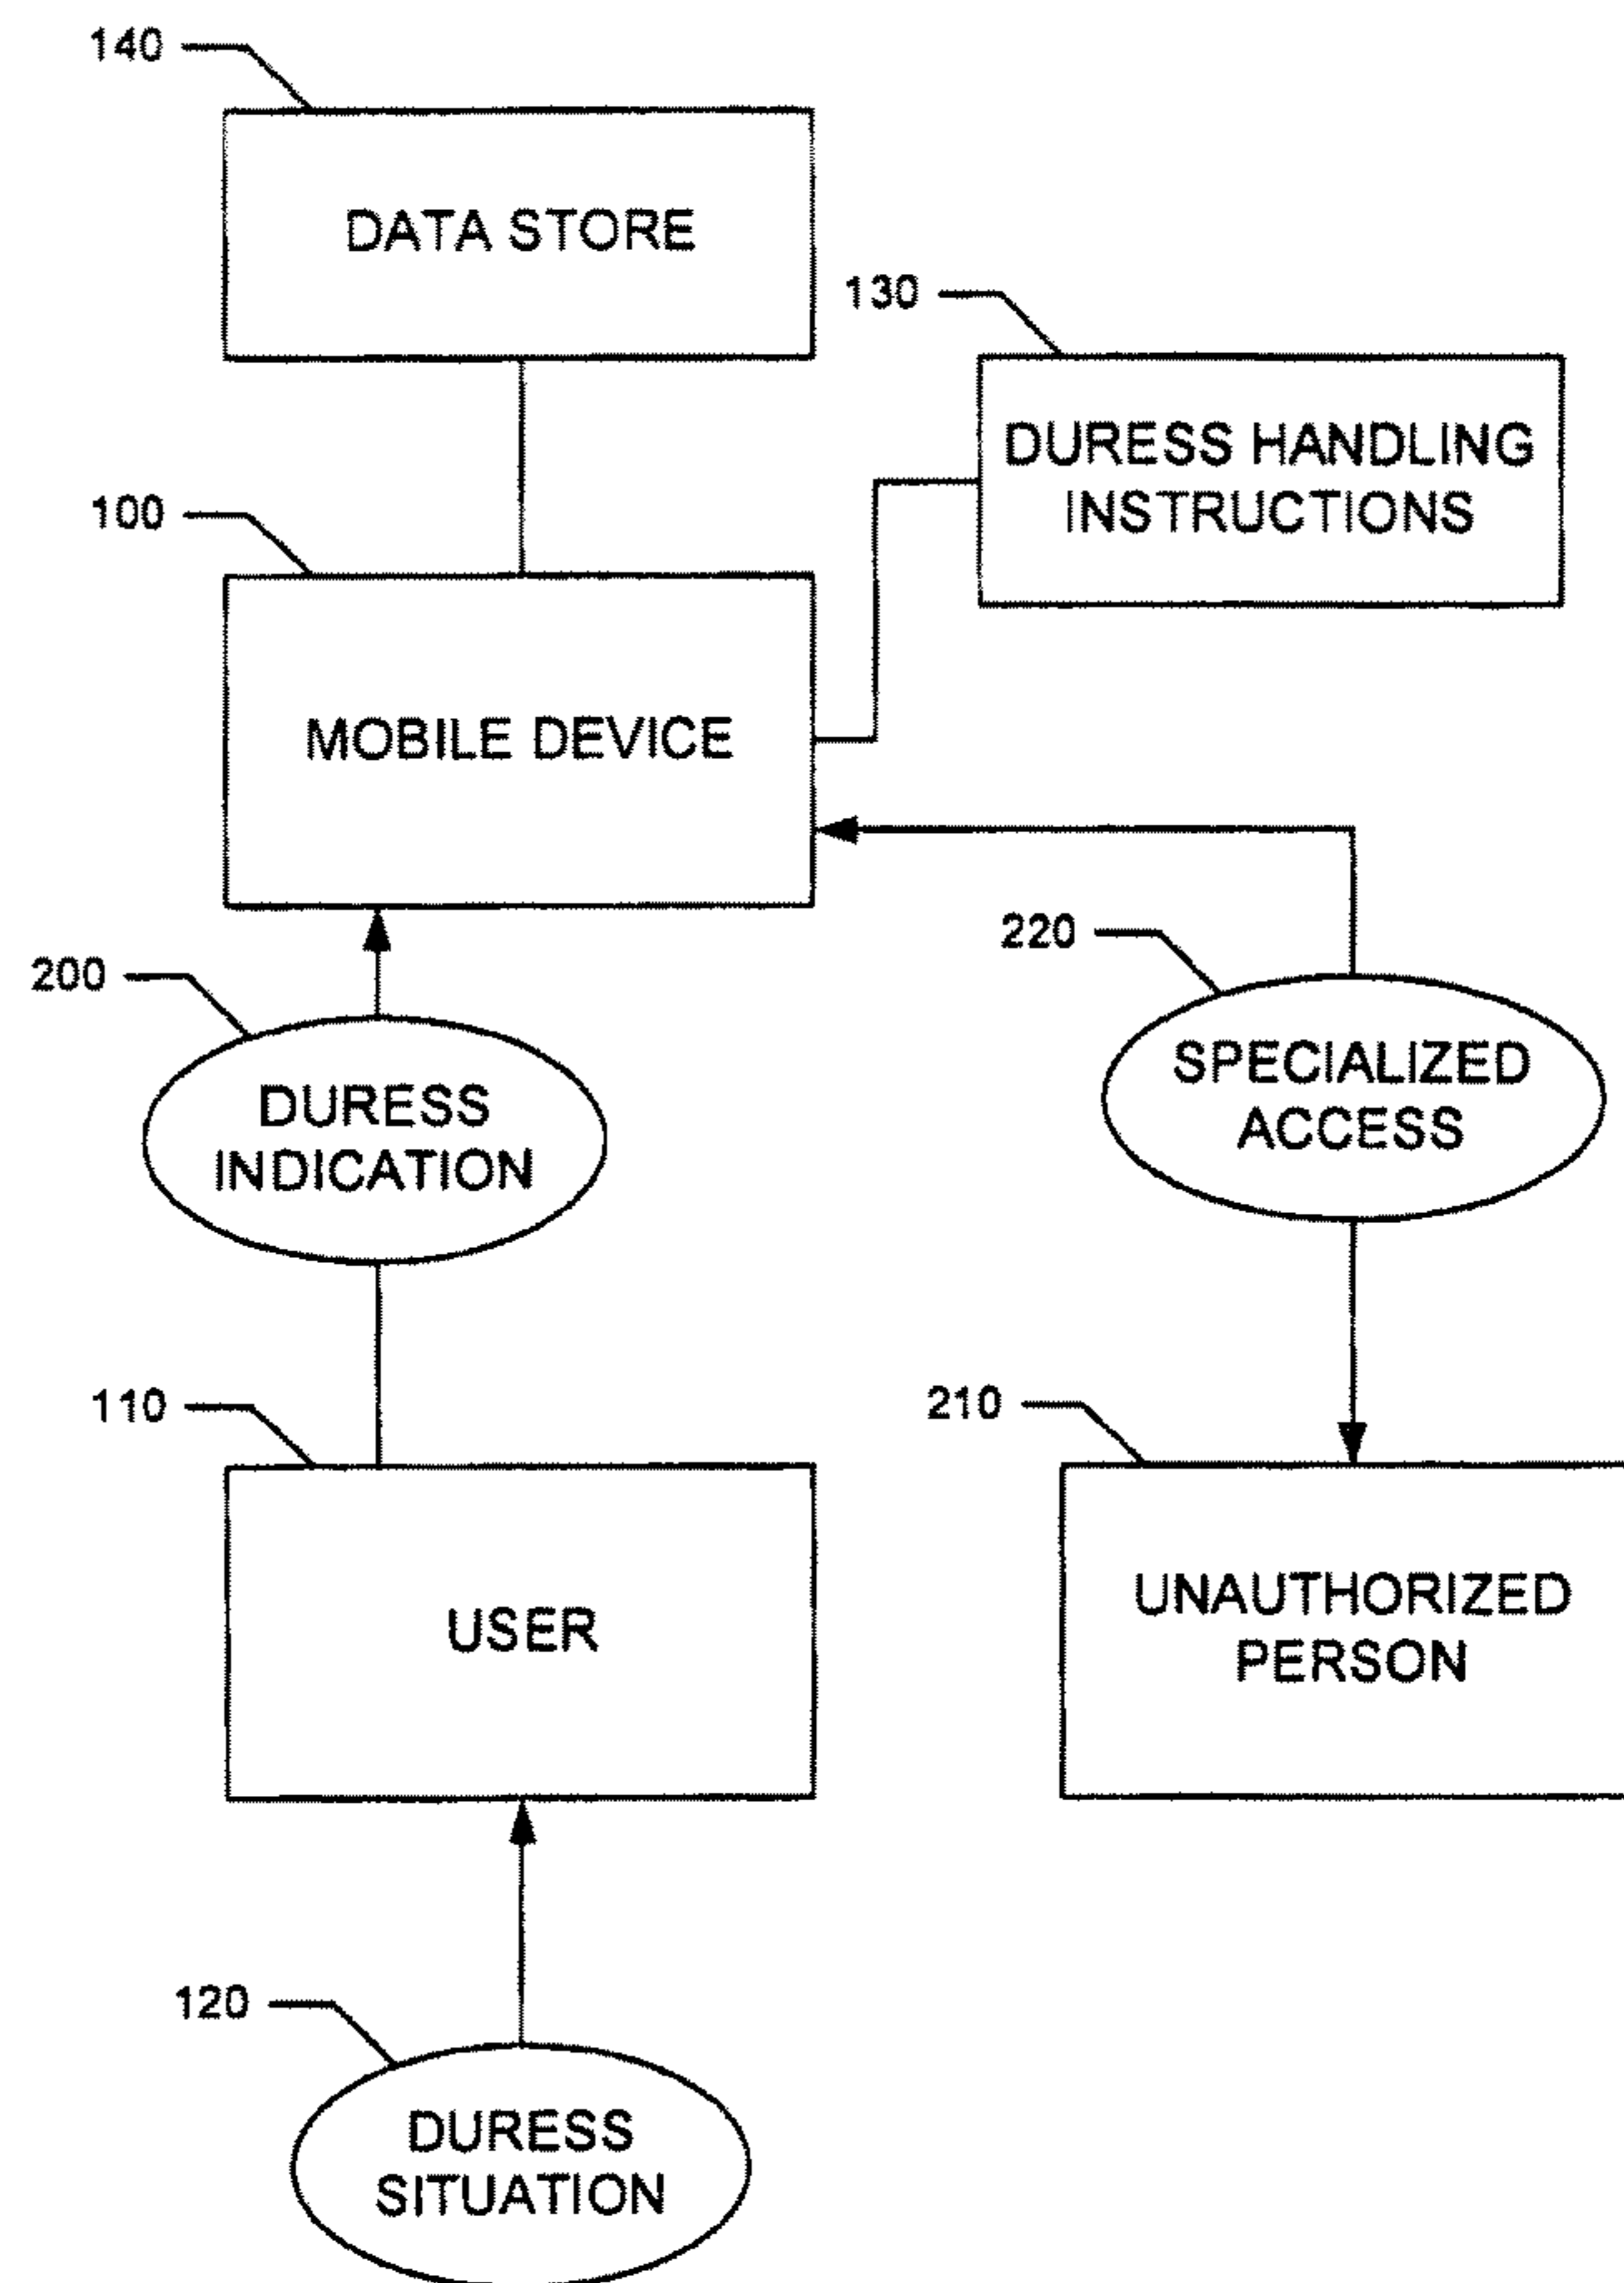 140
DATA STORE
130
DURESS HANDLING
INSTRUCTIONS
100
MOBILE DEVICE
220
200
SPECIALIZED
ACCESS
DURESS
INDICATION
110
210
USER
UNAUTHORIZED
PERSON
120
DURESS
SITUATION